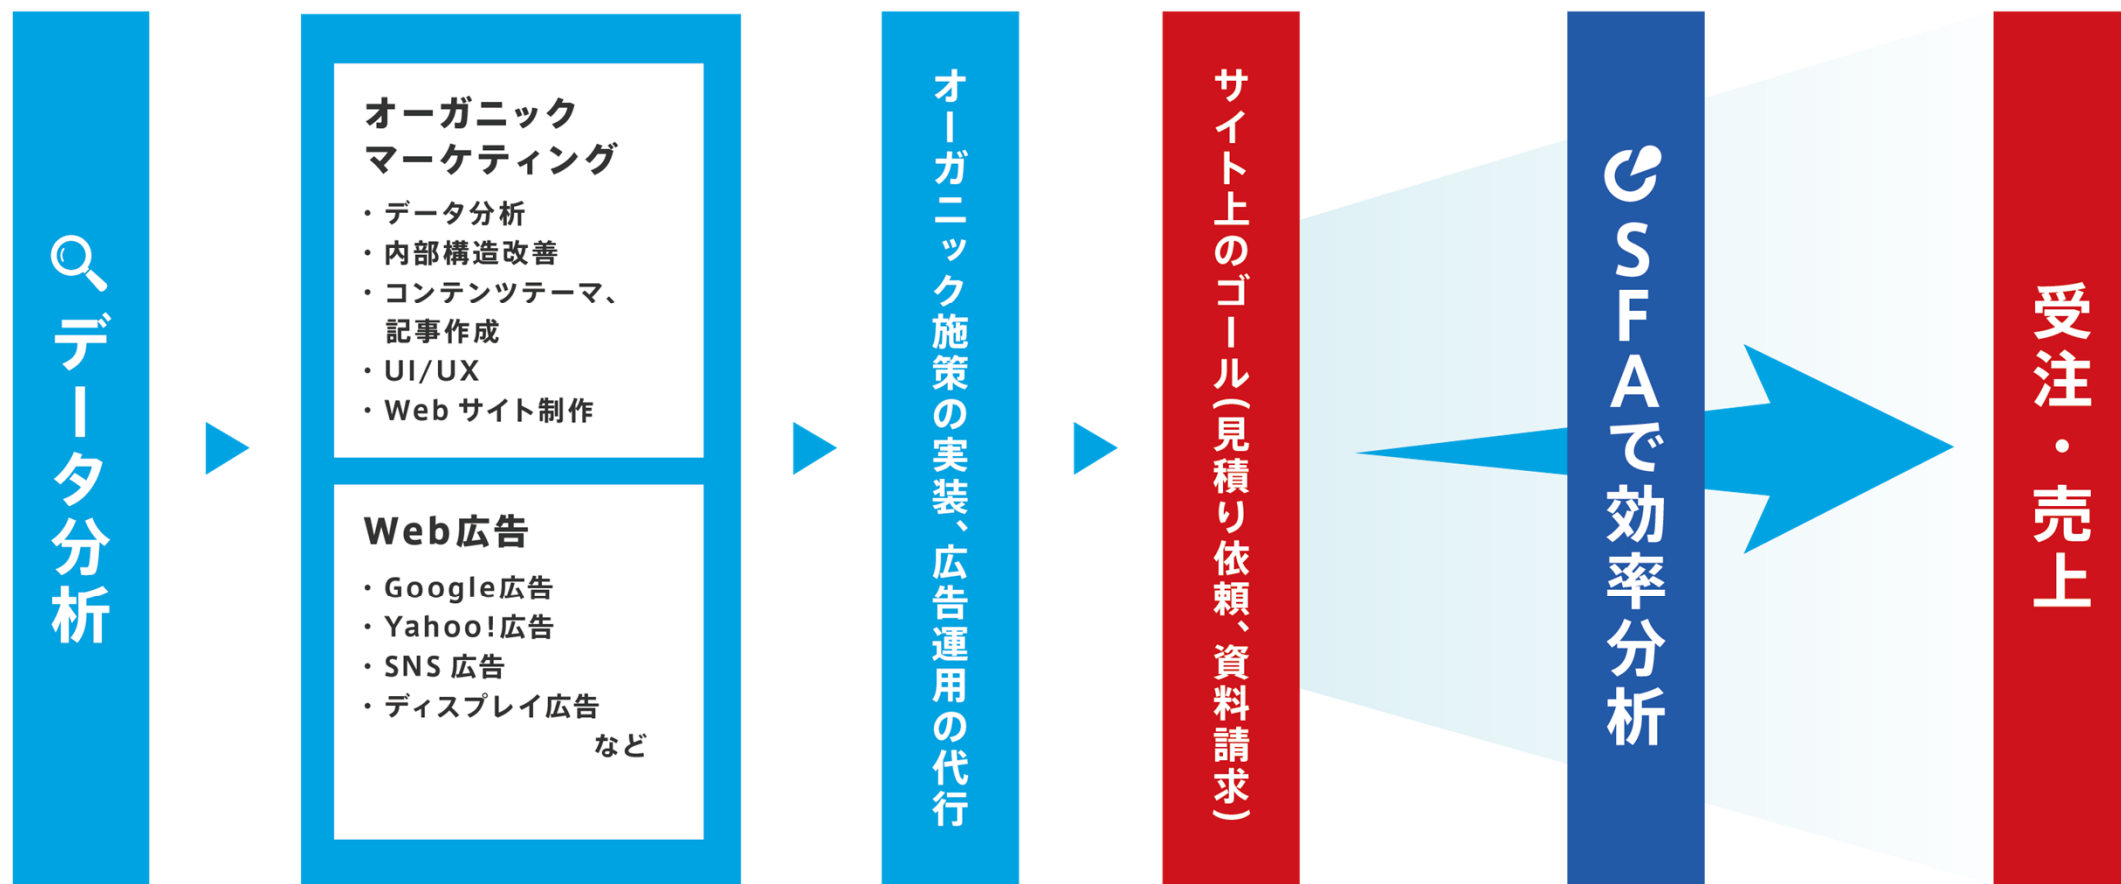 データ分析
オーガニック
マーケティング
・データ分析
・内部構造改善
・コンテンツテーマ、
記事作成
・UI/UX
・Web サイト制作
Web広告
・Google広告
・Yahoo!広告
・SNS 広告
・ディスプレイ広告
など
オーガニック施策の実装、広告運用の代行
サイト上のゴール(見積り依頼、資料請求)
SFAで効率分析
受注・売上